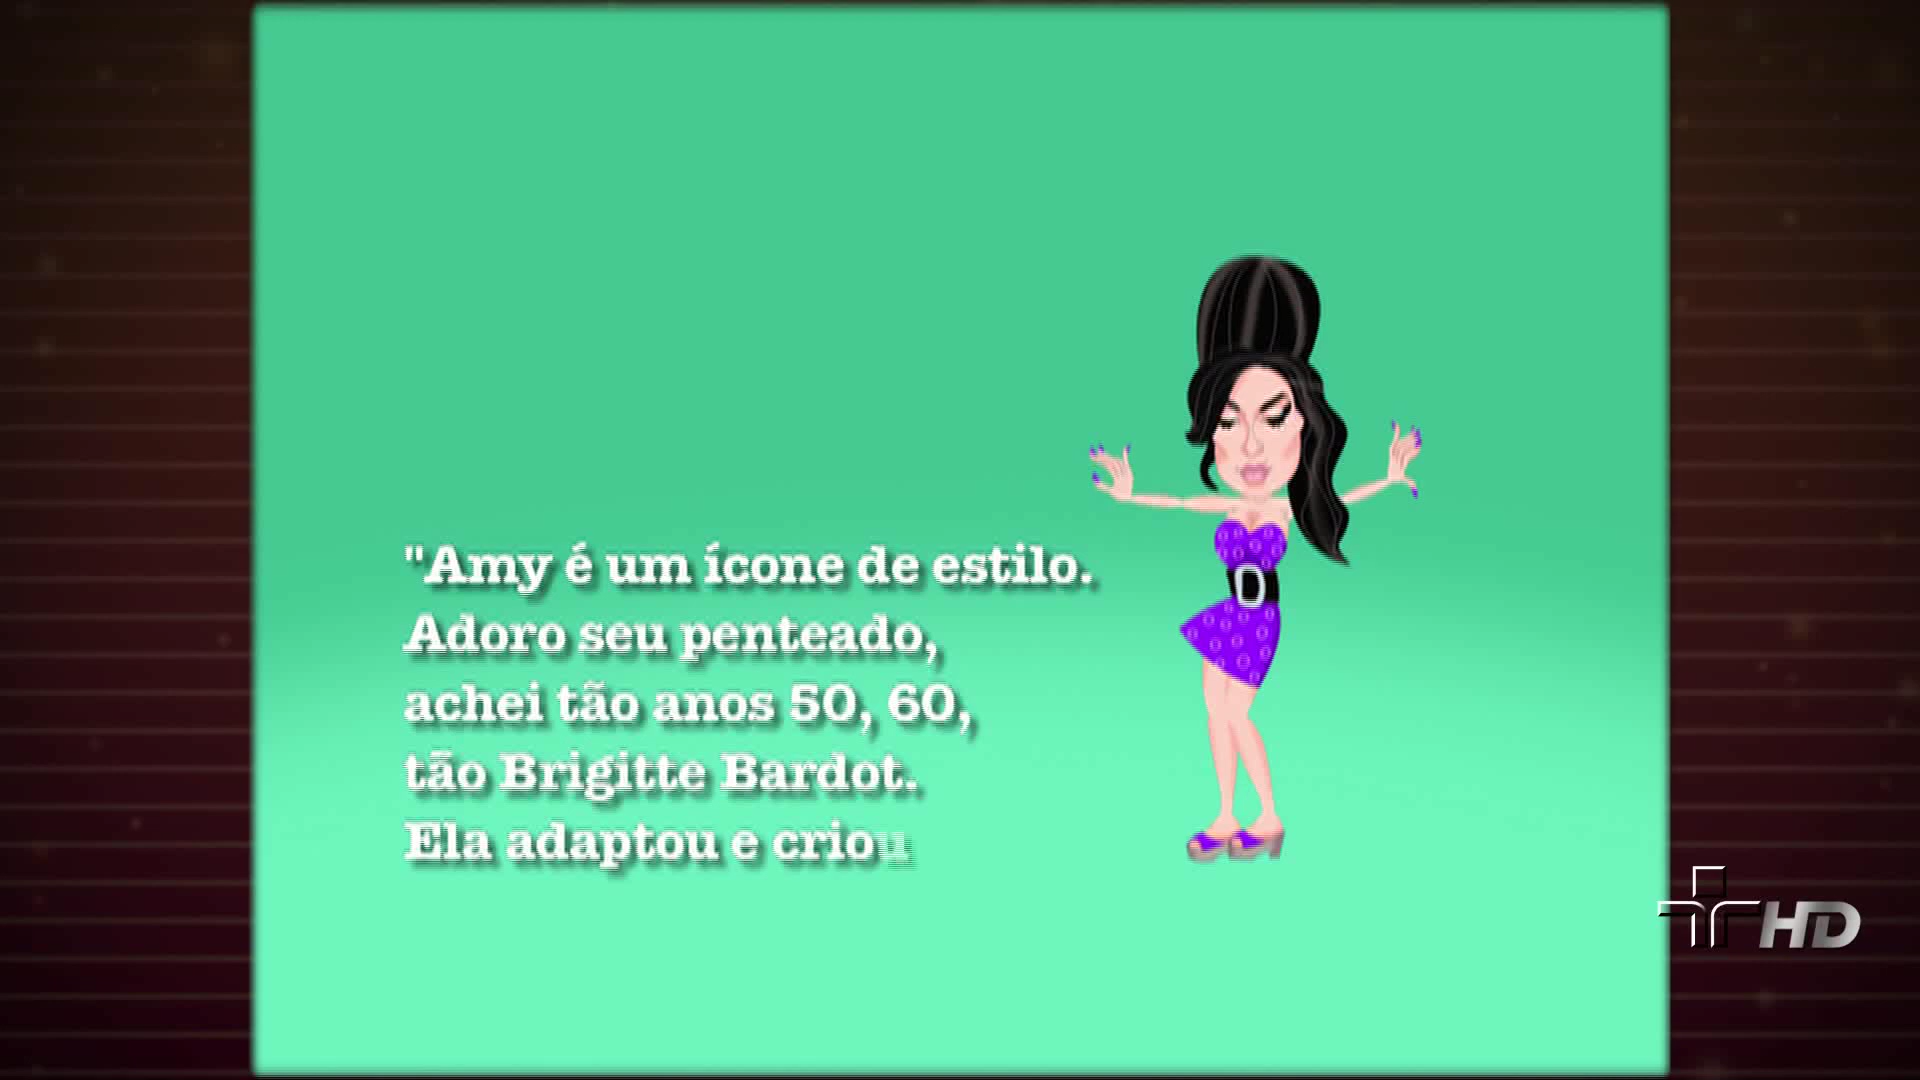 "Amy é um ícone de estilo.
Adoro seu penteado,
achei tão anos 50, 60,
tão Brigitte Bardot.
Ela adaptou e criou
HD